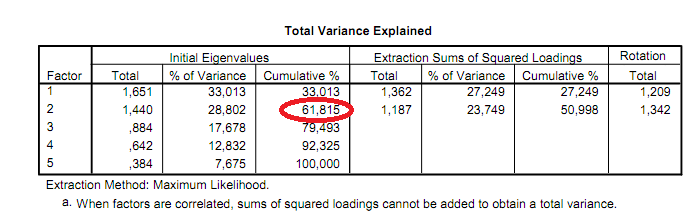 Total Variance Explained
Initial Eigenvalues Extraction Sums of Squared Loadings Rotation
Factor Total % of Variance Cumulative % Total % of Variance Cumulative % Total
1 1,651 33,013 33,013 1,362 27,249 27,249 1,209
2 1,440 28,802 61,815 1,187 23,749 50,998 1,342
3 ,884 17,678 79,493
4 ,642 12,832 92,325
5 ,384 7,675 100,000
Extraction Method: Maximum Likelihood.
a. When factors are correlated, sums of squared loadings cannot be added to obtain a total variance.